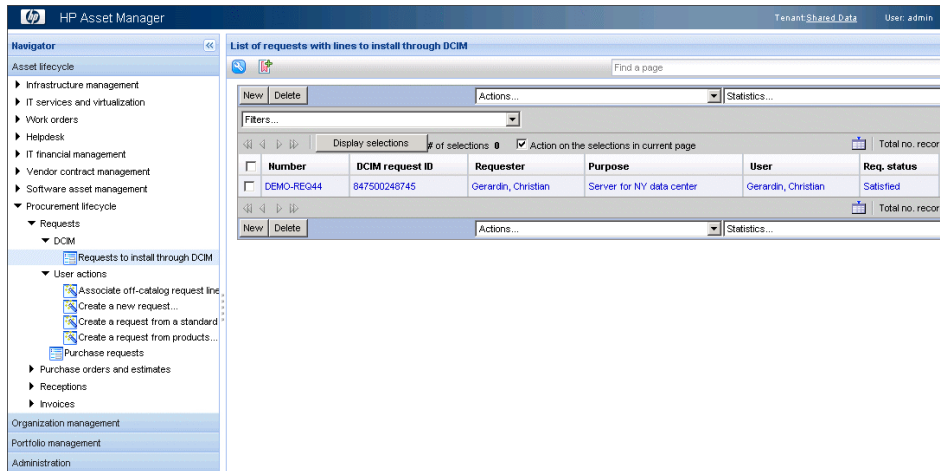 hp HP Asset Manager Tenant:Shared Data User: admin
Navigator
Asset lifecycle
Infrastructure management
IT services and virtualization
Work orders
Helpdesk
IT financial management
Vendor contract management
Software asset management
Procurement lifecycle
Requests
DCIM
Requests to install through DCIM
User actions
Associate off-catalog request line
Create a new request...
Create a request from a standard
Create a request from products...
Purchase requests
Purchase orders and estimates
Receptions
Invoices
Organization management
Portfolio management
Administration
List of requests with lines to install through DCIM
Find a page
New Delete Actions... Statistics...
Filters...
Display selections # of selections 0 Action on the selections in current page Total no. recor
Number DCIM request ID Requester Purpose User Req. status
DEMO-REQ44 847500248745 Gerardin, Christian Server for NY data center Gerardin, Christian Satisfied
Total no. recor
New Delete Actions... Statistics...